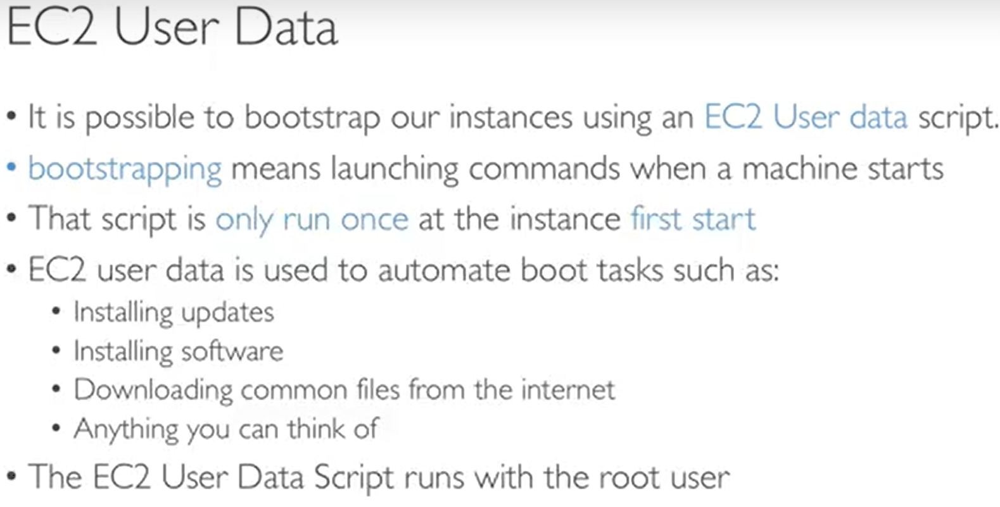 EC2 User Data
• It is possible to bootstrap our instances using an EC2 User data script.
• bootstrapping means launching commands when a machine starts
• That script is only run once at the instance first start
• EC2 user data is used to automate boot tasks such as:
• Installing updates
• Installing software
• Downloading common files from the internet
• Anything you can think of
• The EC2 User Data Script runs with the root user